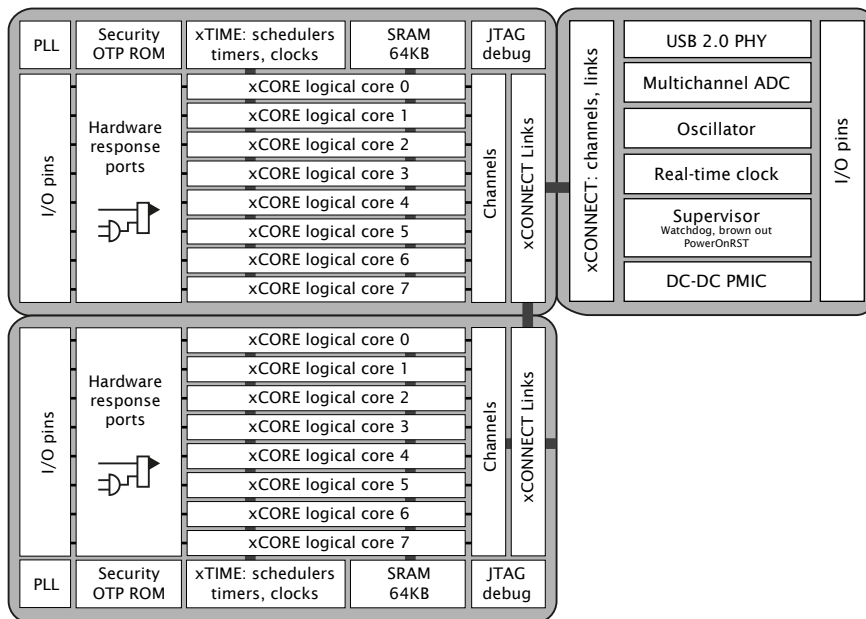 PLL
Security
OTP ROM
xTIME: schedulers
timers, clocks
SRAM
64KB
JTAG
debug
I/O pins
Hardware
response
ports
xCORE logical core 0
xCORE logical core 1
xCORE logical core 2
xCORE logical core 3
xCORE logical core 4
xCORE logical core 5
xCORE logical core 6
xCORE logical core 7
Channels
xCONNECT Links
xCONNECT: channels, links
USB 2.0 PHY
Multichannel ADC
Oscillator
Real-time clock
Supervisor
Watchdog, brown out
PowerOnRST
DC-DC PMIC
I/O pins
I/O pins
Hardware
response
ports
xCORE logical core 0
xCORE logical core 1
xCORE logical core 2
xCORE logical core 3
xCORE logical core 4
xCORE logical core 5
xCORE logical core 6
xCORE logical core 7
Channels
xCONNECT Links
PLL
Security
OTP ROM
xTIME: schedulers
timers, clocks
SRAM
64KB
JTAG
debug